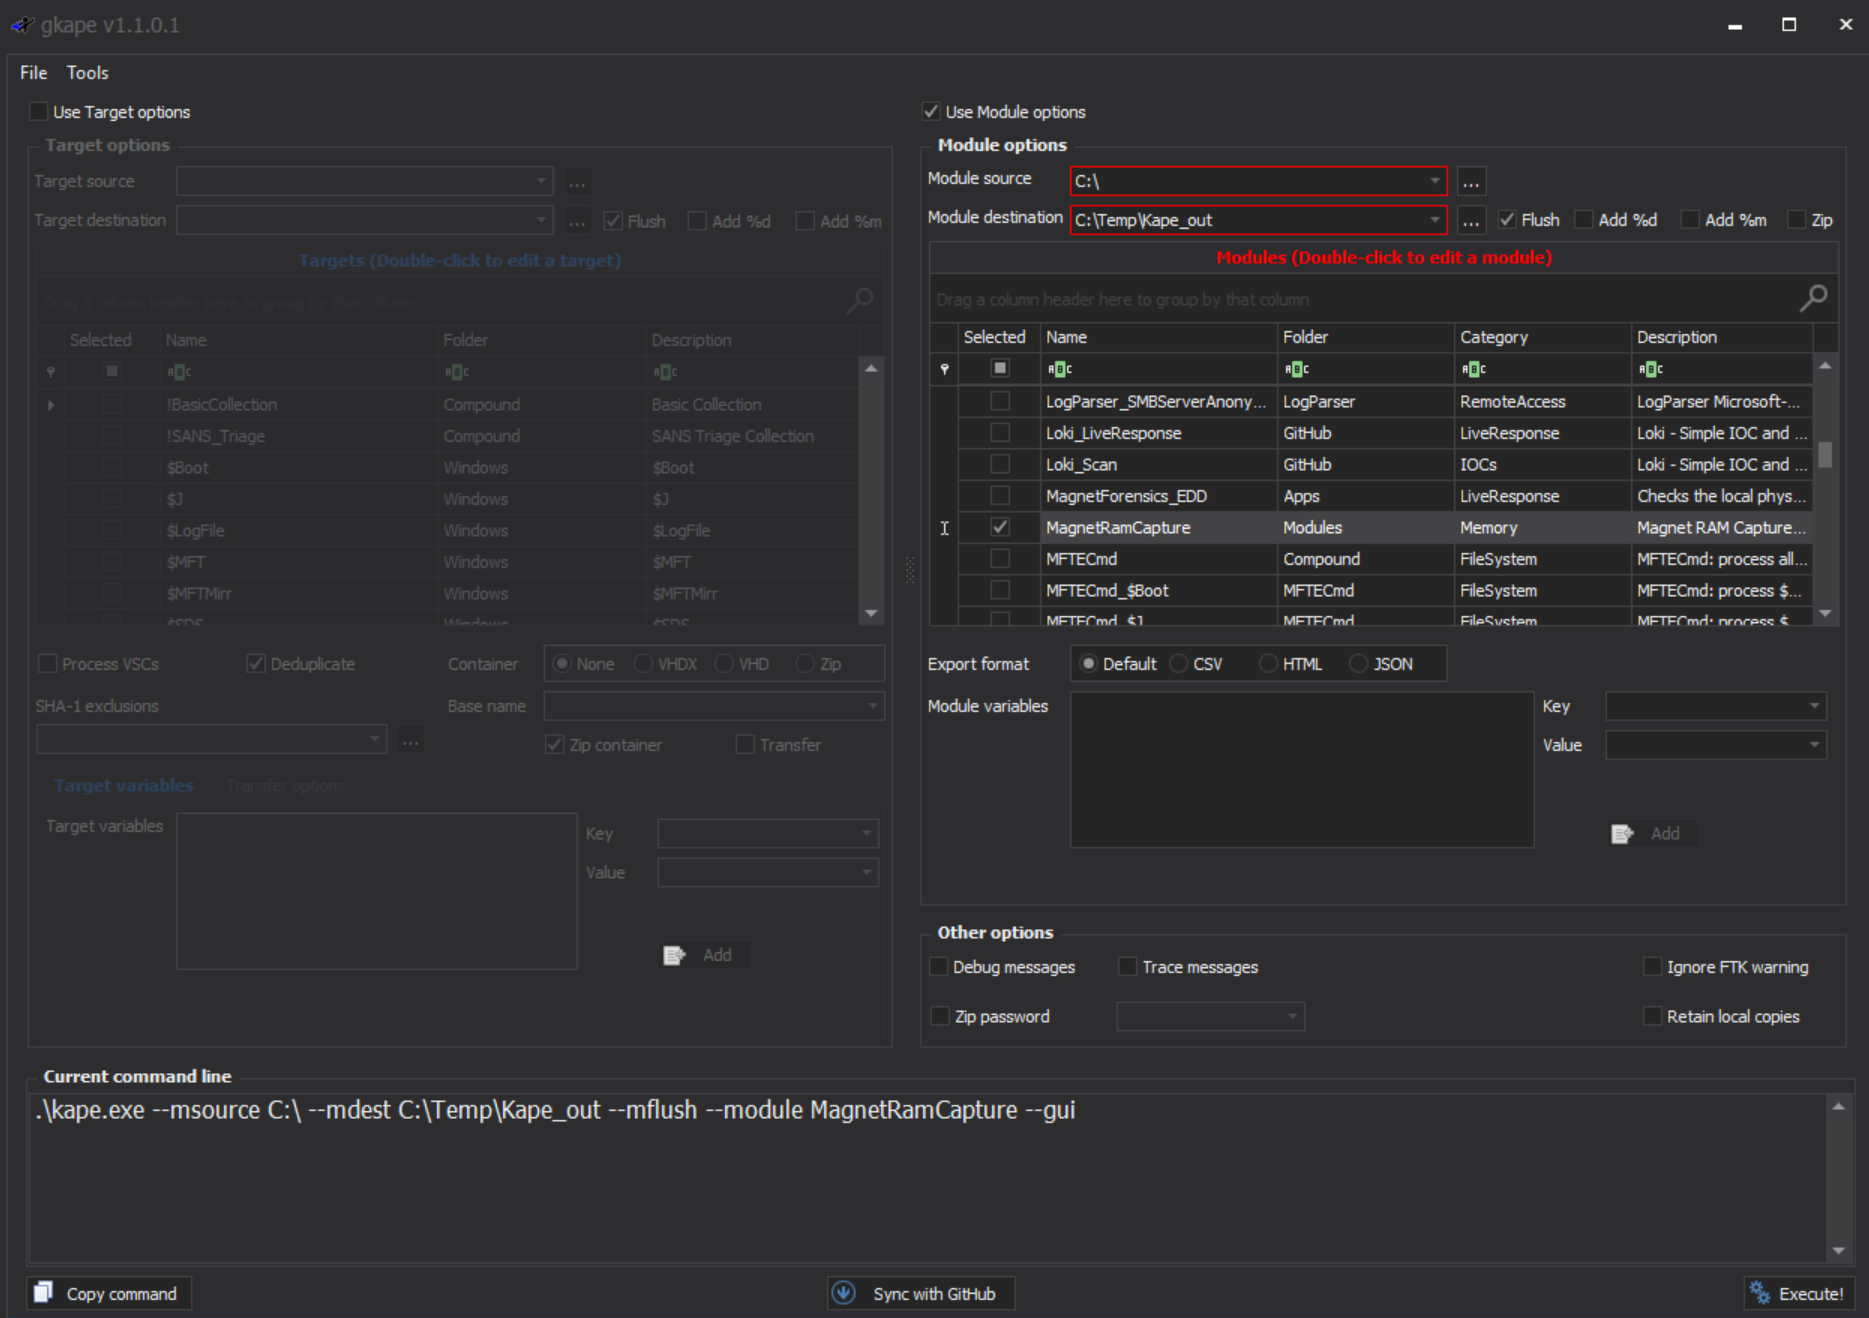 gkape v1.1.0.1
File Tools
Use Target options
Target options
Target source
...
Target destination
...
Flush
Add %d
Add %m
Targets (Double-click to edit a target)
Drag a column header here to group by that column
Selected Name Folder Description
ABC ABC ABC
!BasicCollection Compound Basic Collection
!SANS_Triage Compound SANS Triage Collection
$Boot Windows $Boot
$J Windows $J
$LogFile Windows $LogFile
$MFT Windows $MFT
$MFTMirr Windows $MFTMirr
$SDS Windows $SDS
Process VSCs
Deduplicate
Container
None VHDX VHD Zip
SHA-1 exclusions
Base name
...
Zip container
Transfer
Target variables Transfer options
Target variables
Key
Value
Add
Use Module options
Module options
Module source C:\ ...
Module destination C:\Temp\Kape_out ... Flush Add %d Add %m Zip
Modules (Double-click to edit a module)
Drag a column header here to group by that column
Selected Name Folder Category Description
ABC ABC ABC ABC
LogParser_SMBServerAnony... LogParser RemoteAccess LogParser Microsoft-...
Loki_LiveResponse GitHub LiveResponse Loki - Simple IOC and ...
Loki_Scan GitHub IOCs Loki - Simple IOC and ...
MagnetForensics_EDD Apps LiveResponse Checks the local phys...
MagnetRamCapture Modules Memory Magnet RAM Capture...
MFTECmd Compound FileSystem MFTECmd: process all...
MFTECmd_$Boot MFTECmd FileSystem MFTECmd: process $...
MFTECmd_$J MFTECmd FileSystem MFTECmd: process $
Export format Default CSV HTML JSON
Module variables
Key
Value
Add
Other options
Debug messages Trace messages Ignore FTK warning
Zip password Retain local copies
Current command line
.\kape.exe --msource C:\ --mdest C:\Temp\Kape_out --mflush --module MagnetRamCapture --gui
Copy command Sync with GitHub Execute!